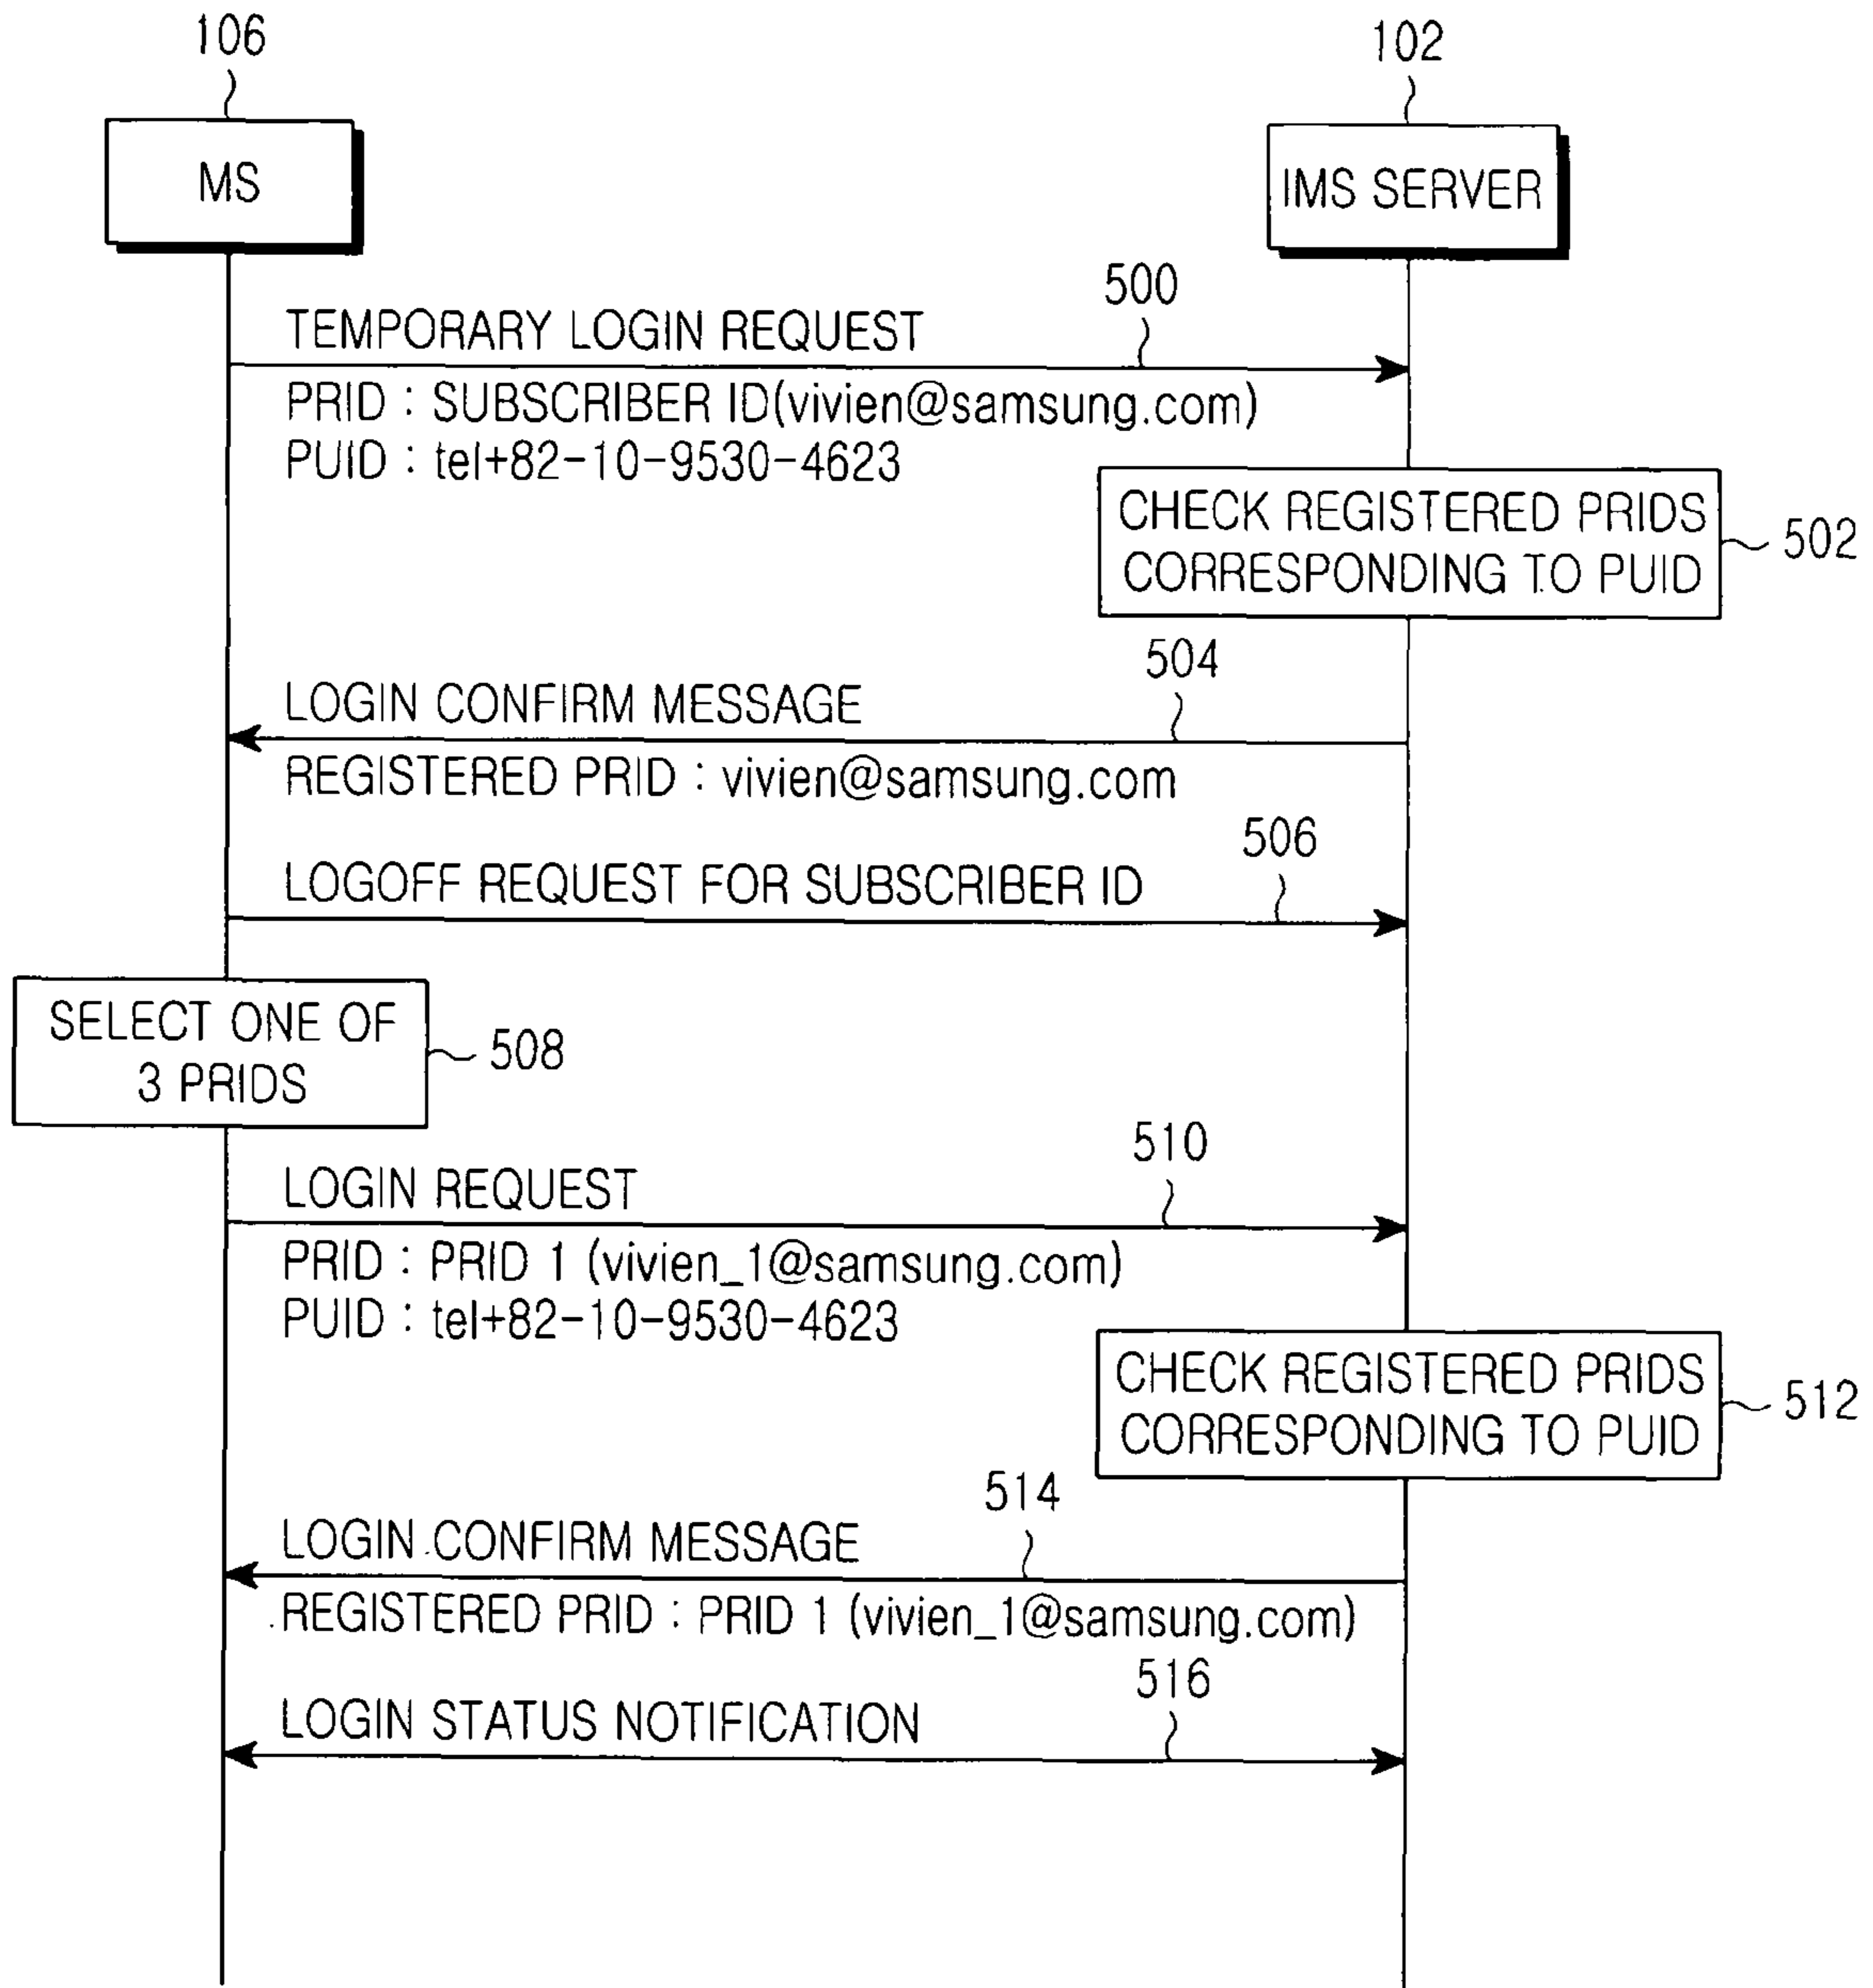 106
102
MS
IMS SERVER
500
TEMPORARY LOGIN REQUEST
PRID : SUBSCRIBER ID(vivien@samsung.com)
PUID : tel+82-10-9530-4623
CHECK REGISTERED PRIDS
CORRESPONDING TO PUID
502
504
LOGIN CONFIRM MESSAGE
REGISTERED PRID : vivien@samsung.com
506
LOGOFF REQUEST FOR SUBSCRIBER ID
SELECT ONE OF
3 PRIDS
508
510
LOGIN REQUEST
PRID : PRID 1 (vivien_1@samsung.com)
PUID : tel+82-10-9530-4623
CHECK REGISTERED PRIDS
CORRESPONDING TO PUID
512
514
LOGIN CONFIRM MESSAGE
REGISTERED PRID : PRID 1 (vivien_1@samsung.com)
516
LOGIN STATUS NOTIFICATION